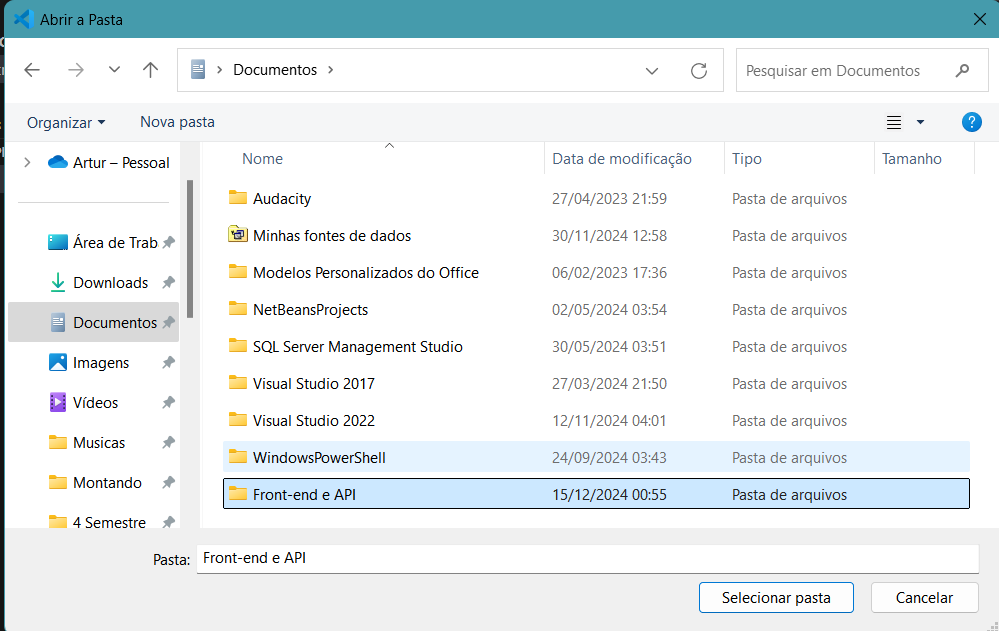 Abrir a Pasta
Documentos
Pesquisar em Documentos
Organizar
Nova pasta
?
Artur – Pessoal
Área de Trab
Downloads
Documentos
Imagens
Vídeos
Musicas
Montando
4 Semestre
Nome Data de modificação Tipo Tamanho
Audacity 27/04/2023 21:59 Pasta de arquivos
Minhas fontes de dados 30/11/2024 12:58 Pasta de arquivos
Modelos Personalizados do Office 06/02/2023 17:36 Pasta de arquivos
NetBeansProjects 02/05/2024 03:54 Pasta de arquivos
SQL Server Management Studio 30/05/2024 03:51 Pasta de arquivos
Visual Studio 2017 27/03/2024 21:50 Pasta de arquivos
Visual Studio 2022 12/11/2024 04:01 Pasta de arquivos
WindowsPowerShell 24/09/2024 03:43 Pasta de arquivos
Front-end e API 15/12/2024 00:55 Pasta de arquivos
Pasta: Front-end e API
Selecionar pasta
Cancelar